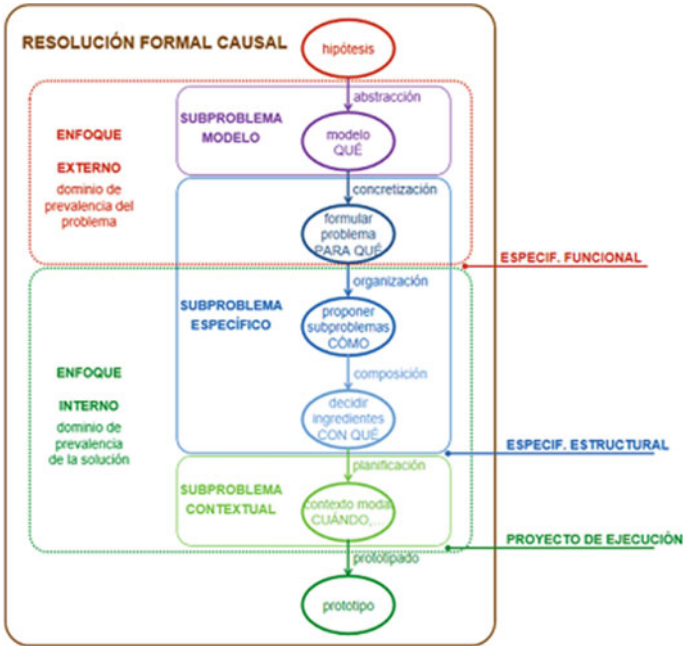 RESOLUCIÓN FORMAL CAUSAL
hipótesis
abstracción
SUBPROBLEMA
MODELO
modelo
QUÉ
ENFOQUE
EXTERNO
dominio de
prevalencia del
problema
concretización
formular
problema
PARA QUÉ
ESPECIF. FUNCIONAL
organización
SUBPROBLEMA
ESPECÍFICO
proponer
subproblemas
CÓMO
composición
ENFOQUE
INTERNO
dominio de
prevalencia
de la solución
decidir
ingredientes
CON QUÉ
ESPECIF. ESTRUCTURAL
planificación
SUBPROBLEMA
CONTEXTUAL
contexto modal
CUÁNDO,...
PROYECTO DE EJECUCIÓN
prototipado
prototipo